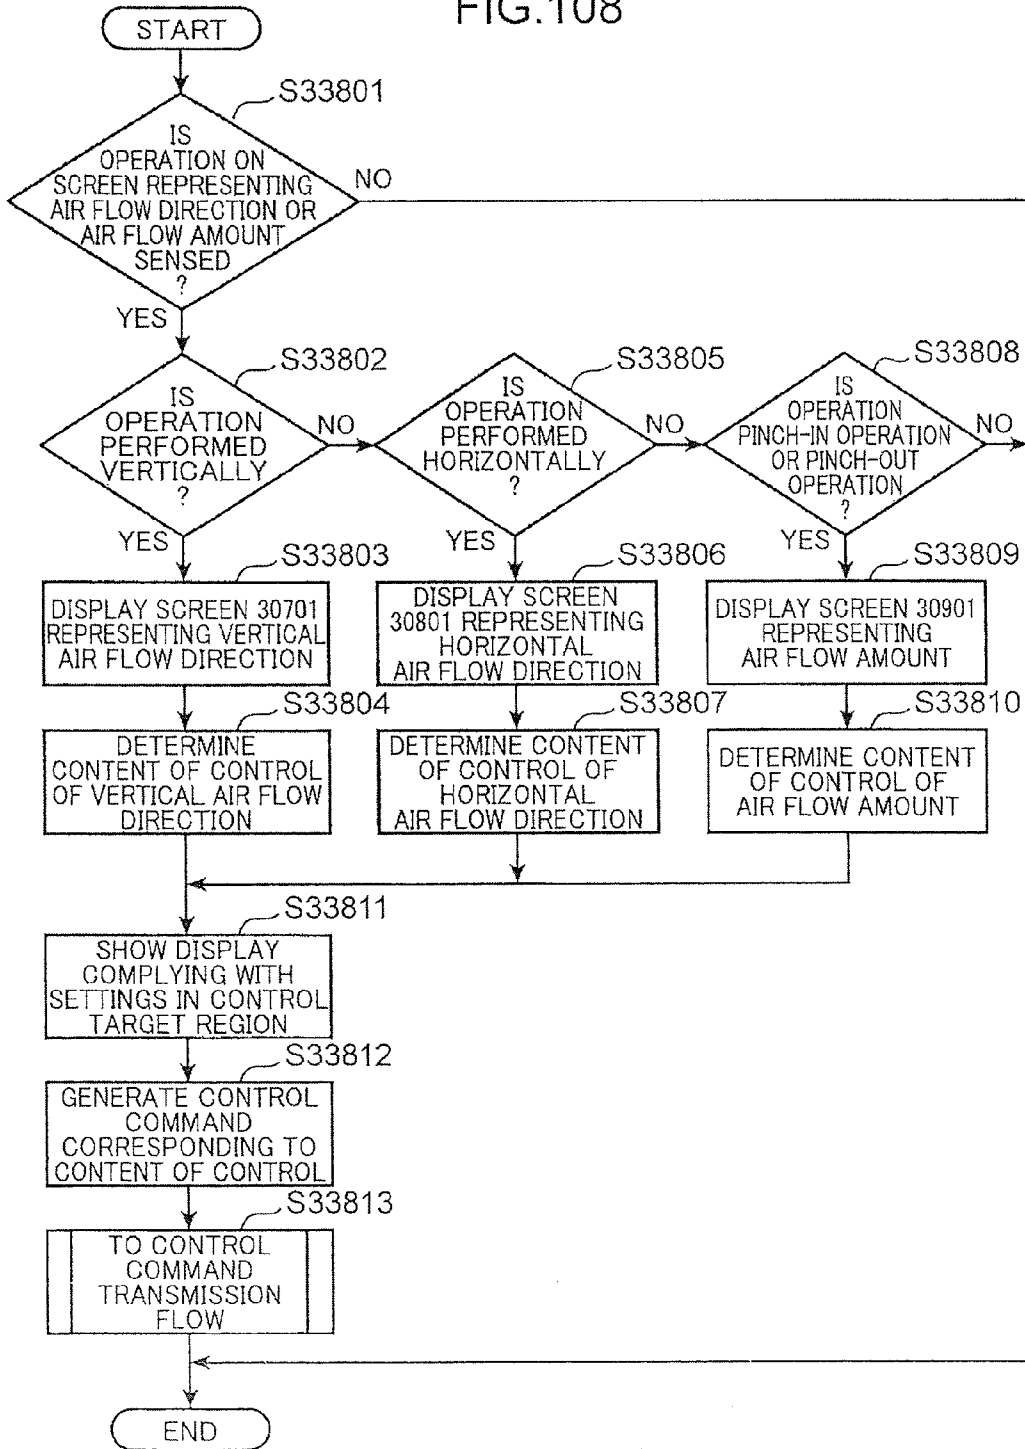 FIG.108
START
S33801
IS
OPERATION ON
SCREEN REPRESENTING
AIR FLOW DIRECTION OR
AIR FLOW AMOUNT
SENSED
?
NO
YES
S33802
IS
OPERATION
PERFORMED
VERTICALLY
?
NO
YES
S33805
IS
OPERATION
PERFORMED
HORIZONTALLY
?
NO
YES
S33808
IS
OPERATION
PINCH-IN OPERATION
OR PINCH-OUT
OPERATION
?
NO
YES
S33803
DISPLAY SCREEN 30701
REPRESENTING VERTICAL
AIR FLOW DIRECTION
S33806
DISPLAY SCREEN
30801 REPRESENTING
HORIZONTAL
AIR FLOW DIRECTION
S33809
DISPLAY SCREEN 30901
REPRESENTING
AIR FLOW AMOUNT
S33804
DETERMINE
CONTENT OF CONTROL
OF VERTICAL AIR FLOW
DIRECTION
S33807
DETERMINE CONTENT
OF CONTROL OF
HORIZONTAL
AIR FLOW DIRECTION
S33810
DETERMINE CONTENT
OF CONTROL OF
AIR FLOW AMOUNT
S33811
SHOW DISPLAY
COMPLYING WITH
SETTINGS IN CONTROL
TARGET REGION
S33812
GENERATE CONTROL
COMMAND
CORRESPONDING TO
CONTENT OF CONTROL
S33813
TO CONTROL
COMMAND
TRANSMISSION
FLOW
END